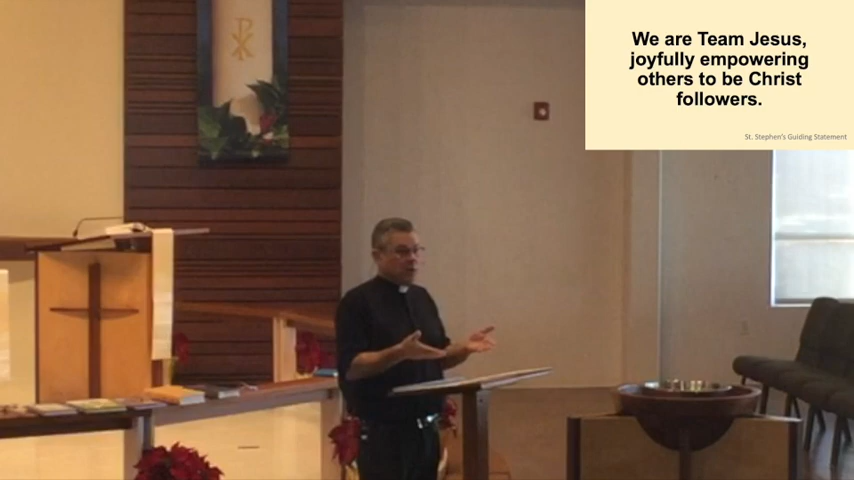 We are Team Jesus,
joyfully empowering
others to be Christ
followers.
St. Stephen's Guiding Statement